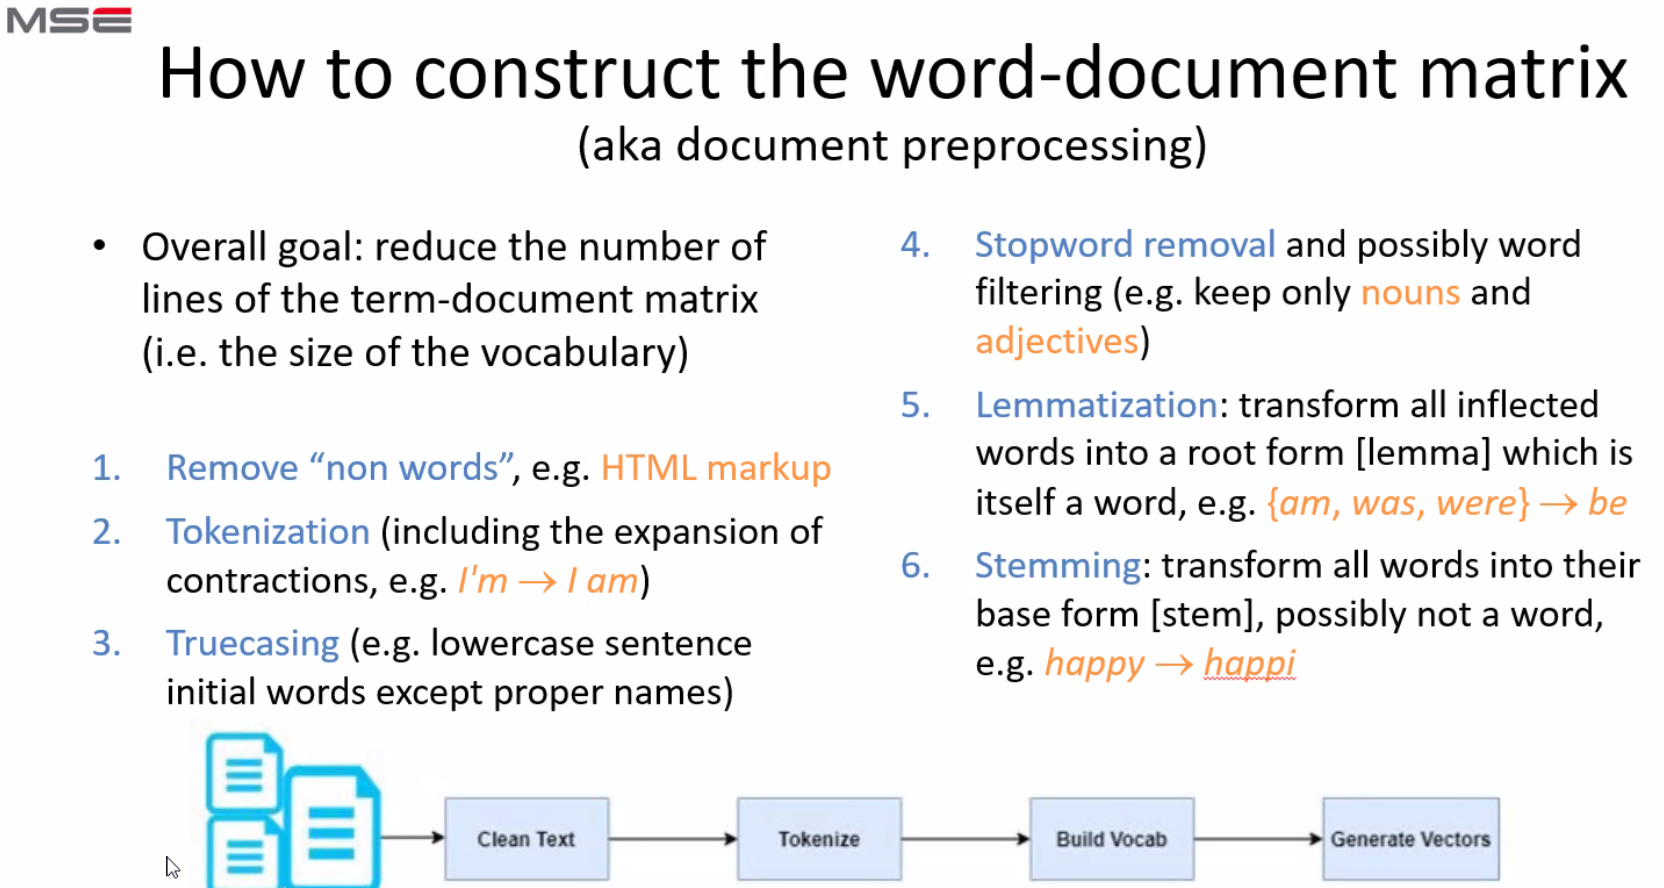 MSE
How to construct the word-document matrix
(aka document preprocessing)
• Overall goal: reduce the number of
lines of the term-document matrix
(i.e. the size of the vocabulary)
1. Remove “non words”, e.g. HTML markup
2. Tokenization (including the expansion of
contractions, e.g. I'm → I am)
3. Truecasing (e.g. lowercase sentence
initial words except proper names)
4. Stopword removal and possibly word
filtering (e.g. keep only nouns and
adjectives)
5. Lemmatization: transform all inflected
words into a root form [lemma] which is
itself a word, e.g. {am, was, were} → be
6. Stemming: transform all words into their
base form [stem], possibly not a word,
e.g. happy → happi
Clean Text
Tokenize
Build Vocab
Generate Vectors